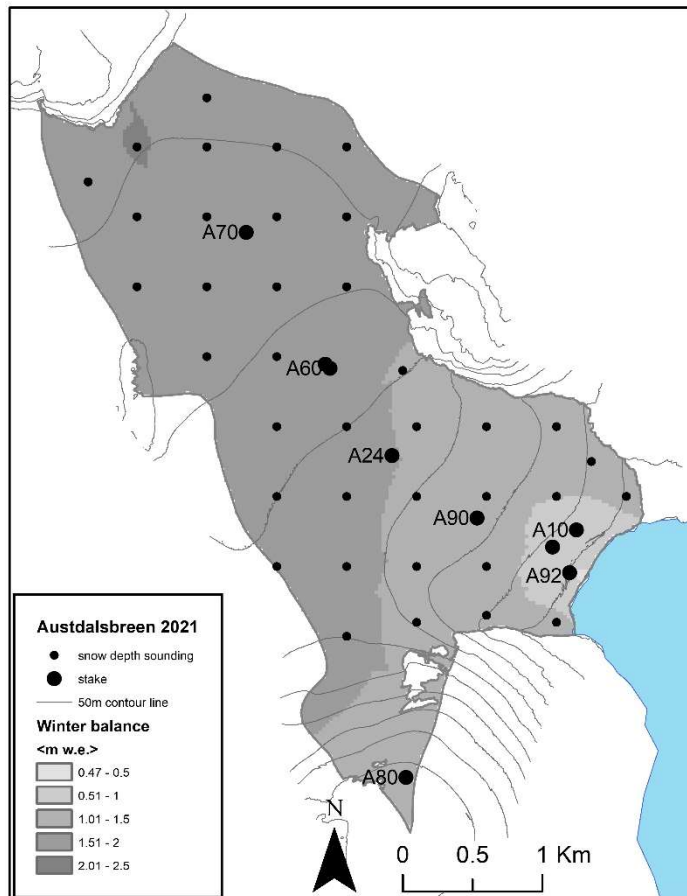 A70
A60
A24
A90
A10
A92
A80
Austdalsbreen 2021
snow depth sounding
stake
50m contour line
Winter balance
<m w.e.>
0.47 - 0.5
0.51 - 1
1.01 - 1.5
1.51 - 2
2.01 - 2.5
N
0 0.5 1 Km